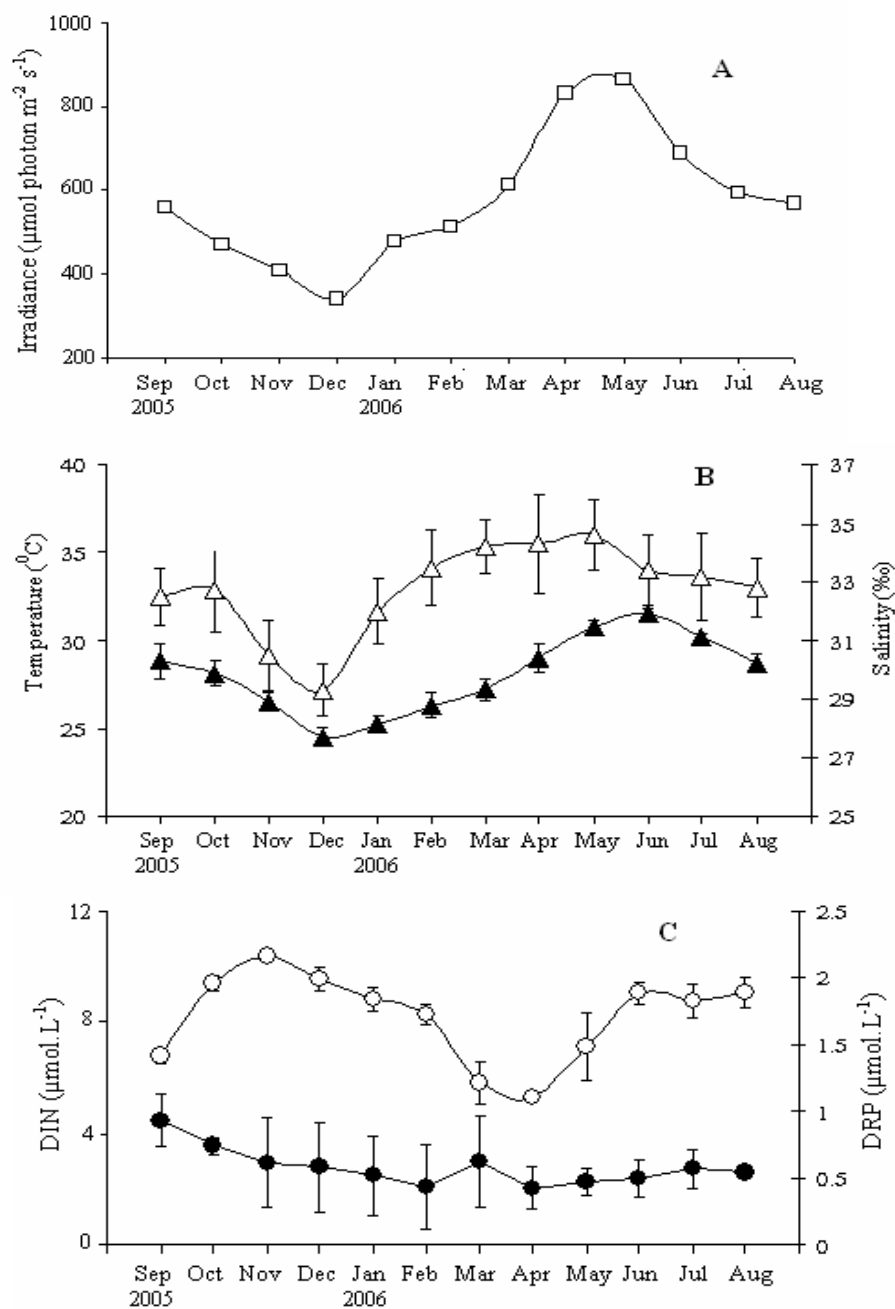 A
Irradiance (µmol photon m⁻² s⁻¹)
1000
800
600
400
200
Sep Oct Nov Dec Jan Feb Mar Apr May Jun Jul Aug
2005 2006
B
Temperature (⁰C)
40
35
30
25
20
Salinity (‰)
37
35
33
31
29
27
25
Sep Oct Nov Dec Jan Feb Mar Apr May Jun Jul Aug
2005 2006
C
DIN (µmol.L⁻¹)
12
8
4
0
DRP (µmol.L⁻¹)
2.5
2
1.5
1
0.5
0
Sep Oct Nov Dec Jan Feb Mar Apr May Jun Jul Aug
2005 2006